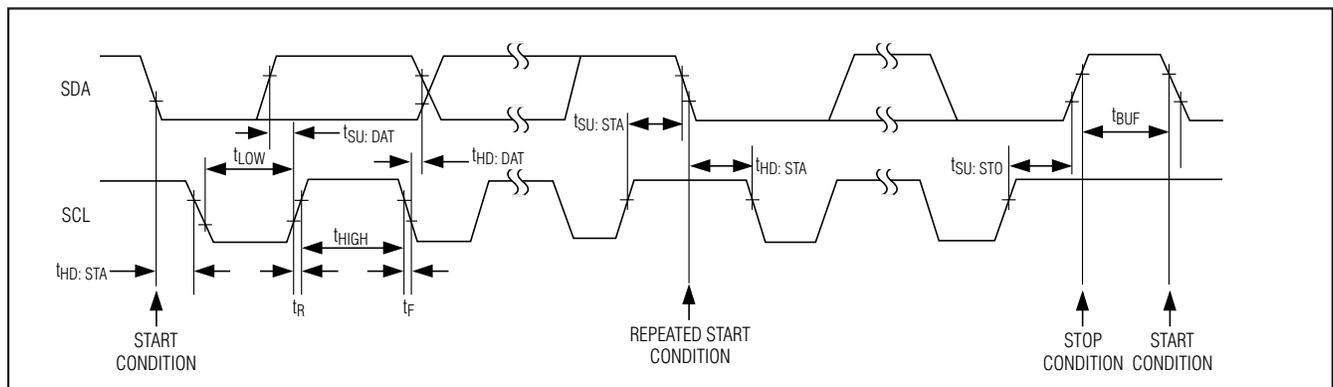 SDA
tSU: DAT
tSU: STA
tBUF
tLOW
tHD: DAT
tHD: STA
tSU: STO
SCL
tHIGH
tHD: STA
tR
tF
START
CONDITION
REPEATED START
CONDITION
STOP
CONDITION
START
CONDITION